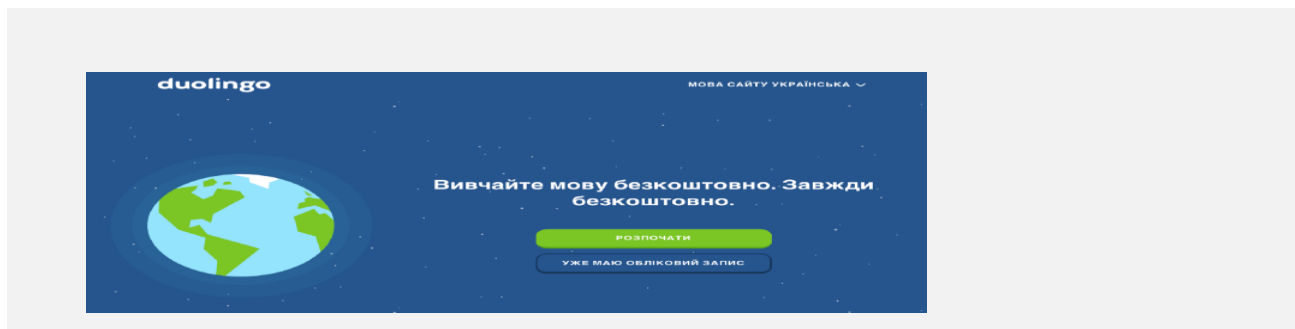 duolingo
МОВА САЙТУ УКРАЇНСЬКА
Вивчайте мову безкоштовно. Завжди
безкоштовно.
РОЗПОЧАТИ
УЖЕ МАЮ ОБЛІКОВИЙ ЗАПИС